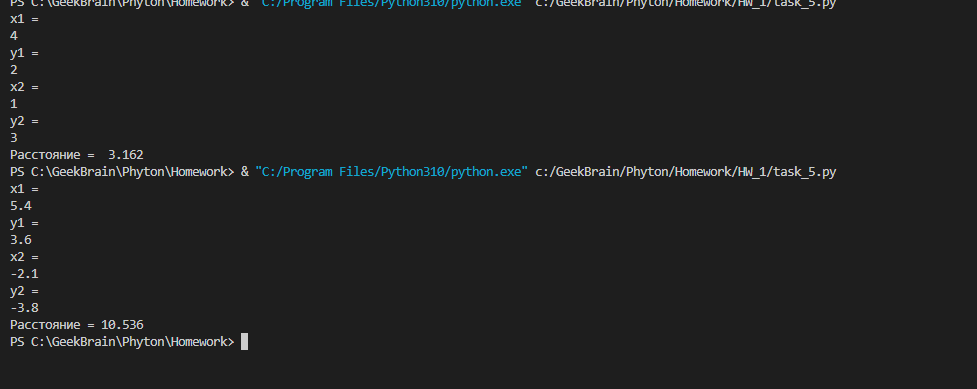 PS C:\GeekBrain\Phyton\Homework> & "C:/Program Files/Python310/python.exe" c:/GeekBrain/Phyton/Homework/HW_1/task_5.py
x1 =
4
y1 =
2
x2 =
1
y2 =
3
Расстояние =  3.162
PS C:\GeekBrain\Phyton\Homework> & "C:/Program Files/Python310/python.exe" c:/GeekBrain/Phyton/Homework/HW_1/task_5.py
x1 =
5.4
y1 =
3.6
x2 =
-2.1
y2 =
-3.8
Расстояние = 10.536
PS C:\GeekBrain\Phyton\Homework>